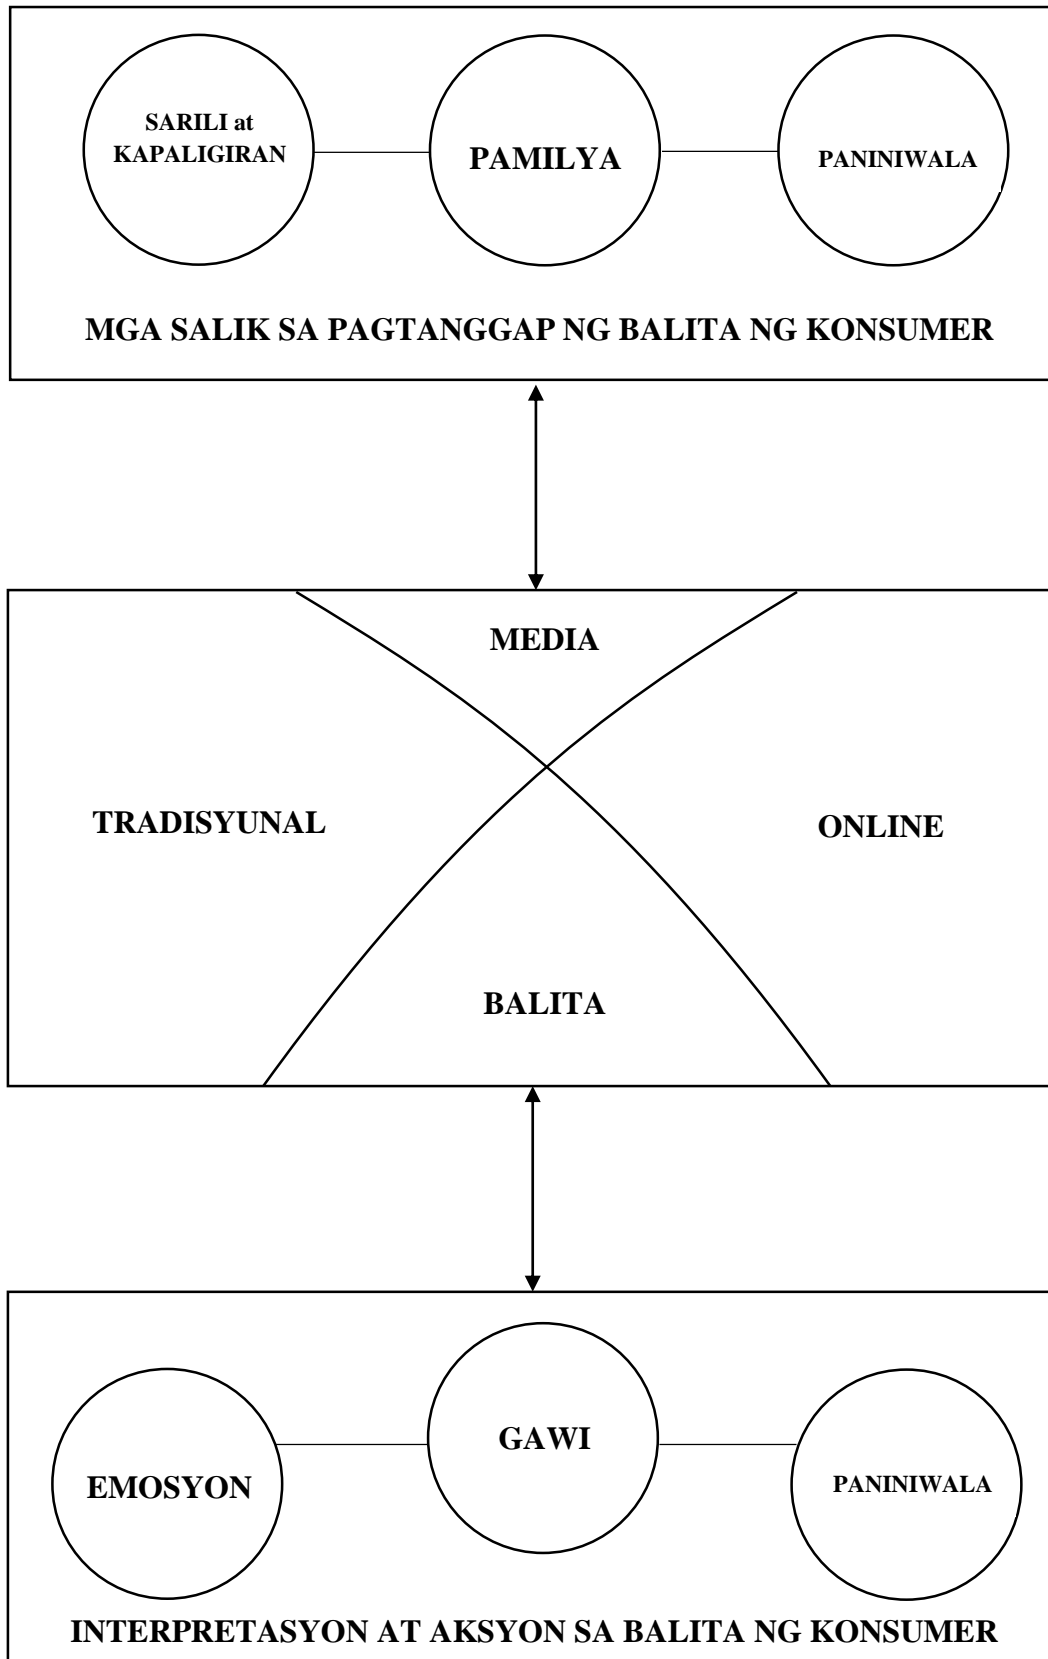 SARILI at
KAPALIGIRAN
PAMILYA
PANINIWALA
MGA SALIK SA PAGTANGGAP NG BALITA NG KONSUMER
MEDIA
TRADISYUNAL
ONLINE
BALITA
EMOSYON
GAWI
PANINIWALA
INTERPRETASYON AT AKSYON SA BALITA NG KONSUMER